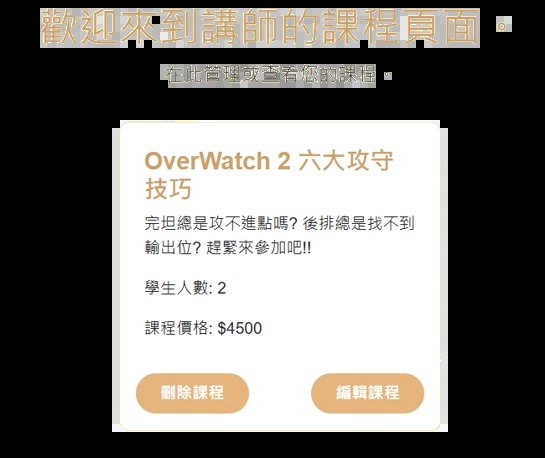 歡迎來到講師的課程頁面。
在此管理或查看您的課程。
OverWatch 2 六大攻守
技巧
完坦總是攻不進點嗎? 後排總是找不到
輸出位? 趕緊來參加吧!!
學生人數: 2
課程價格: $4500
刪除課程
編輯課程